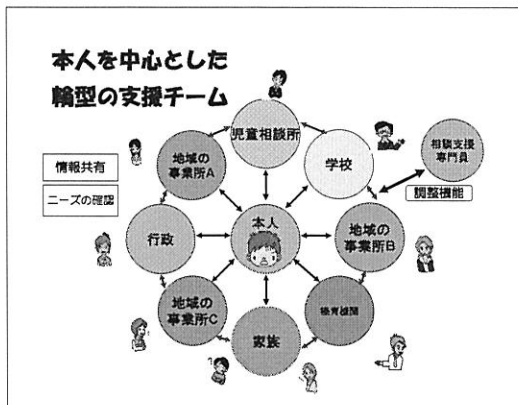 本人を中心とした
輪型の支援チーム
情報共有
ニーズの確認
児童相談所
地域の
事業所A
学校
相談支援
専門員
調整機能
行政
本人
地域の
事業所B
地域の
事業所C
家族
療育機関